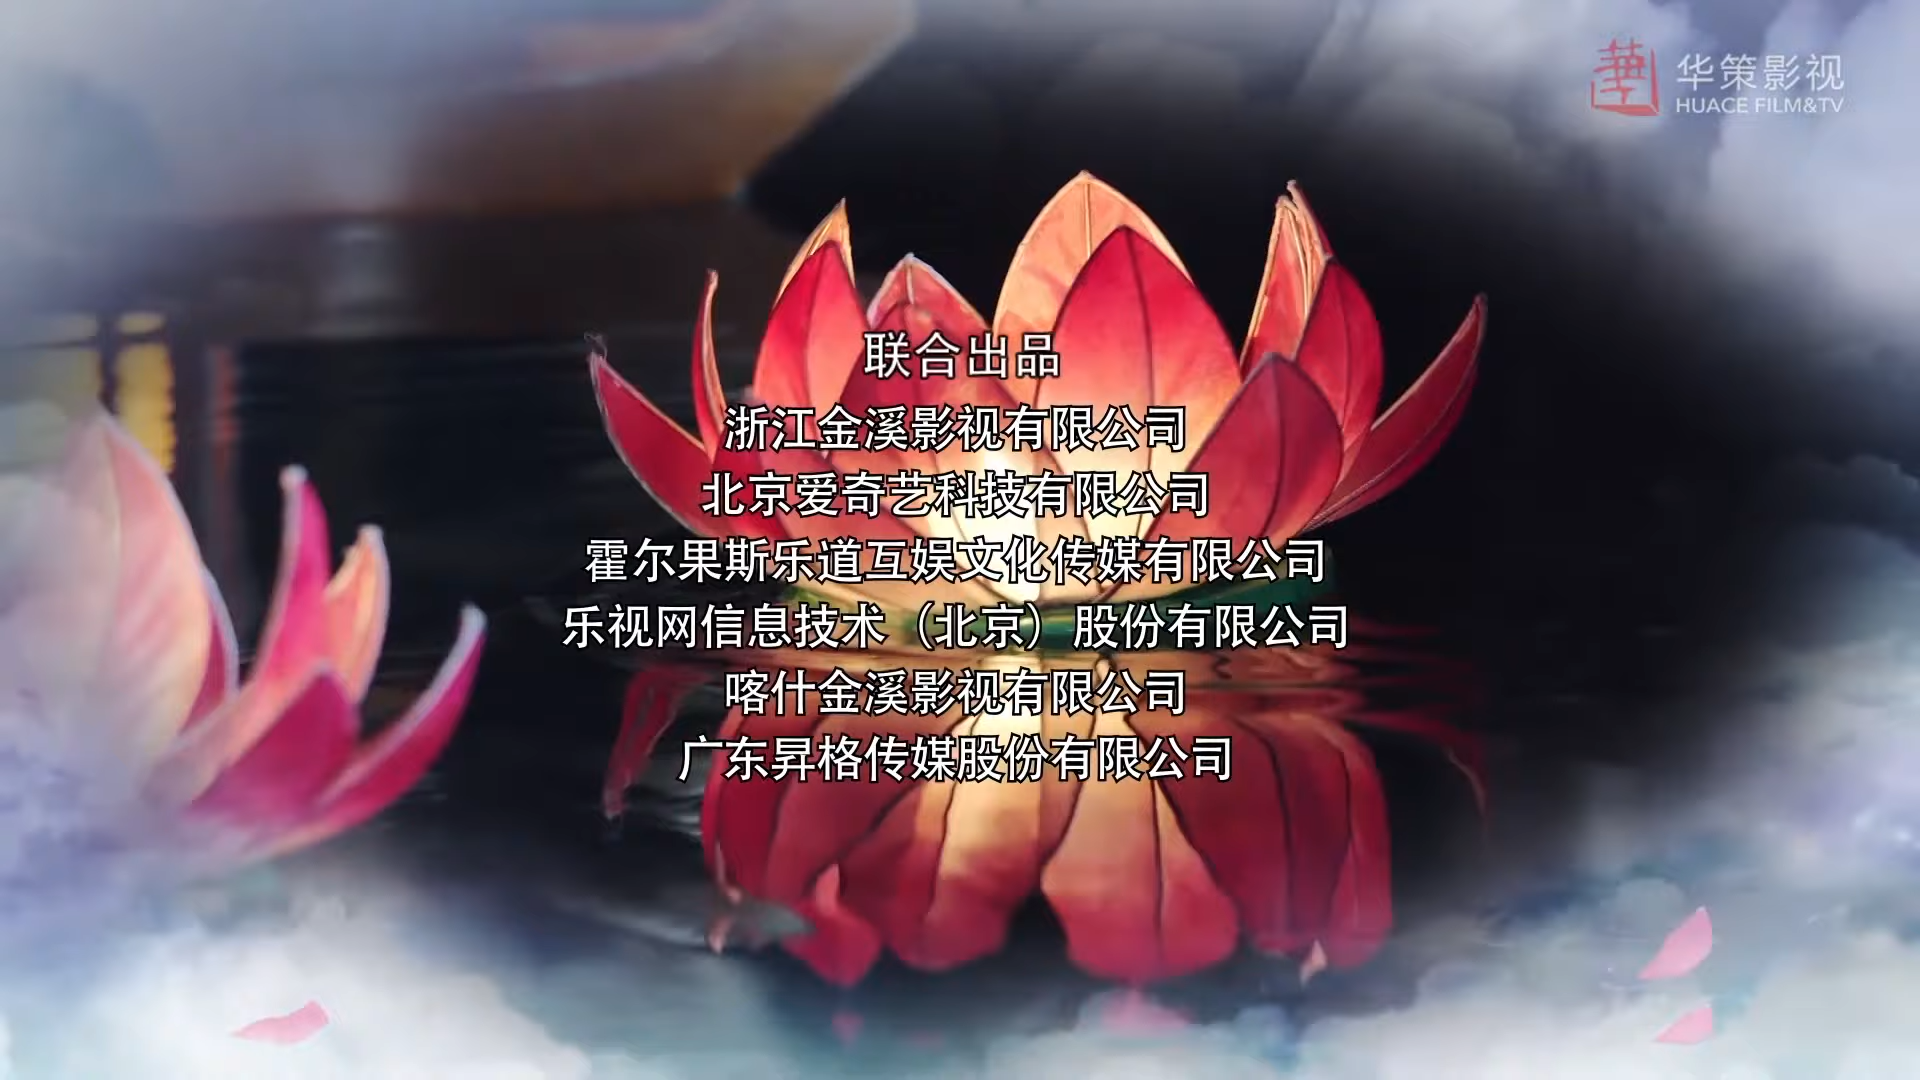 华策影视
HUACE FILM&TV
联合出品
浙江金溪影视有限公司
北京爱奇艺科技有限公司
霍尔果斯乐道互娱文化传媒有限公司
乐视网信息技术（北京）股份有限公司
喀什金溪影视有限公司
广东昇格传媒股份有限公司